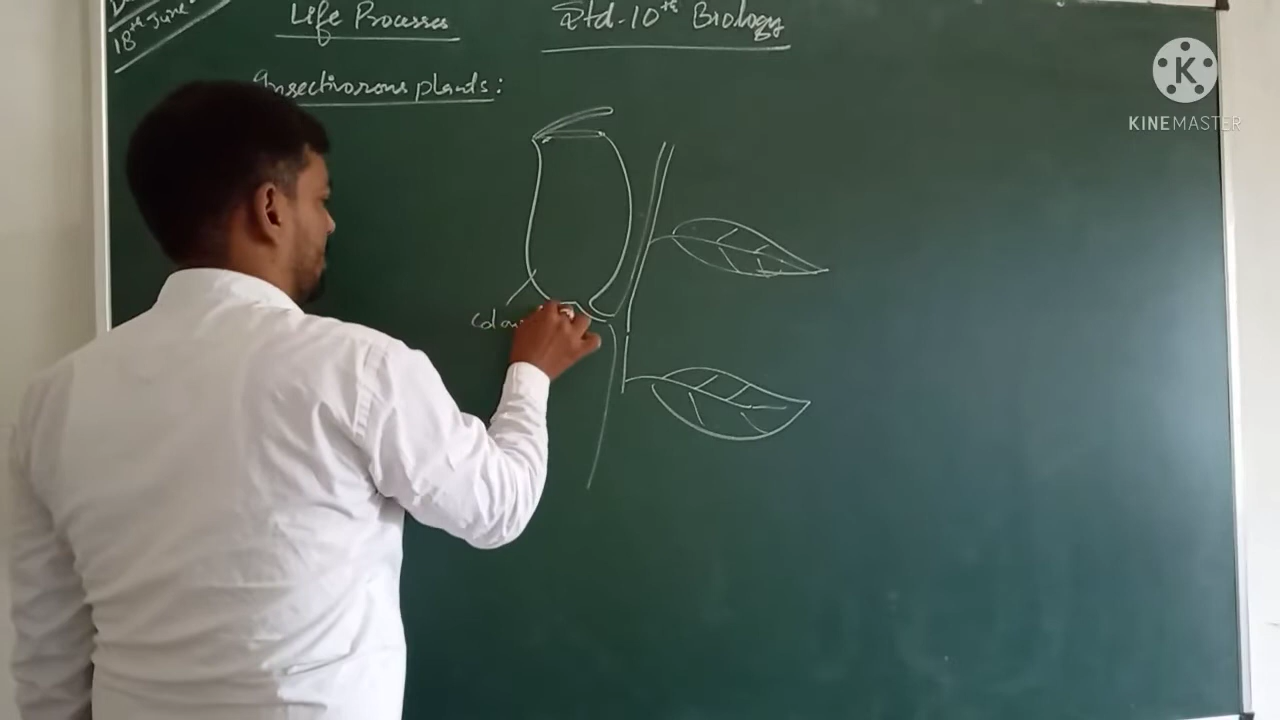 18th June
Life Processes
Std-10th Biology
Insectivorous plants:
K
KINEMASTER